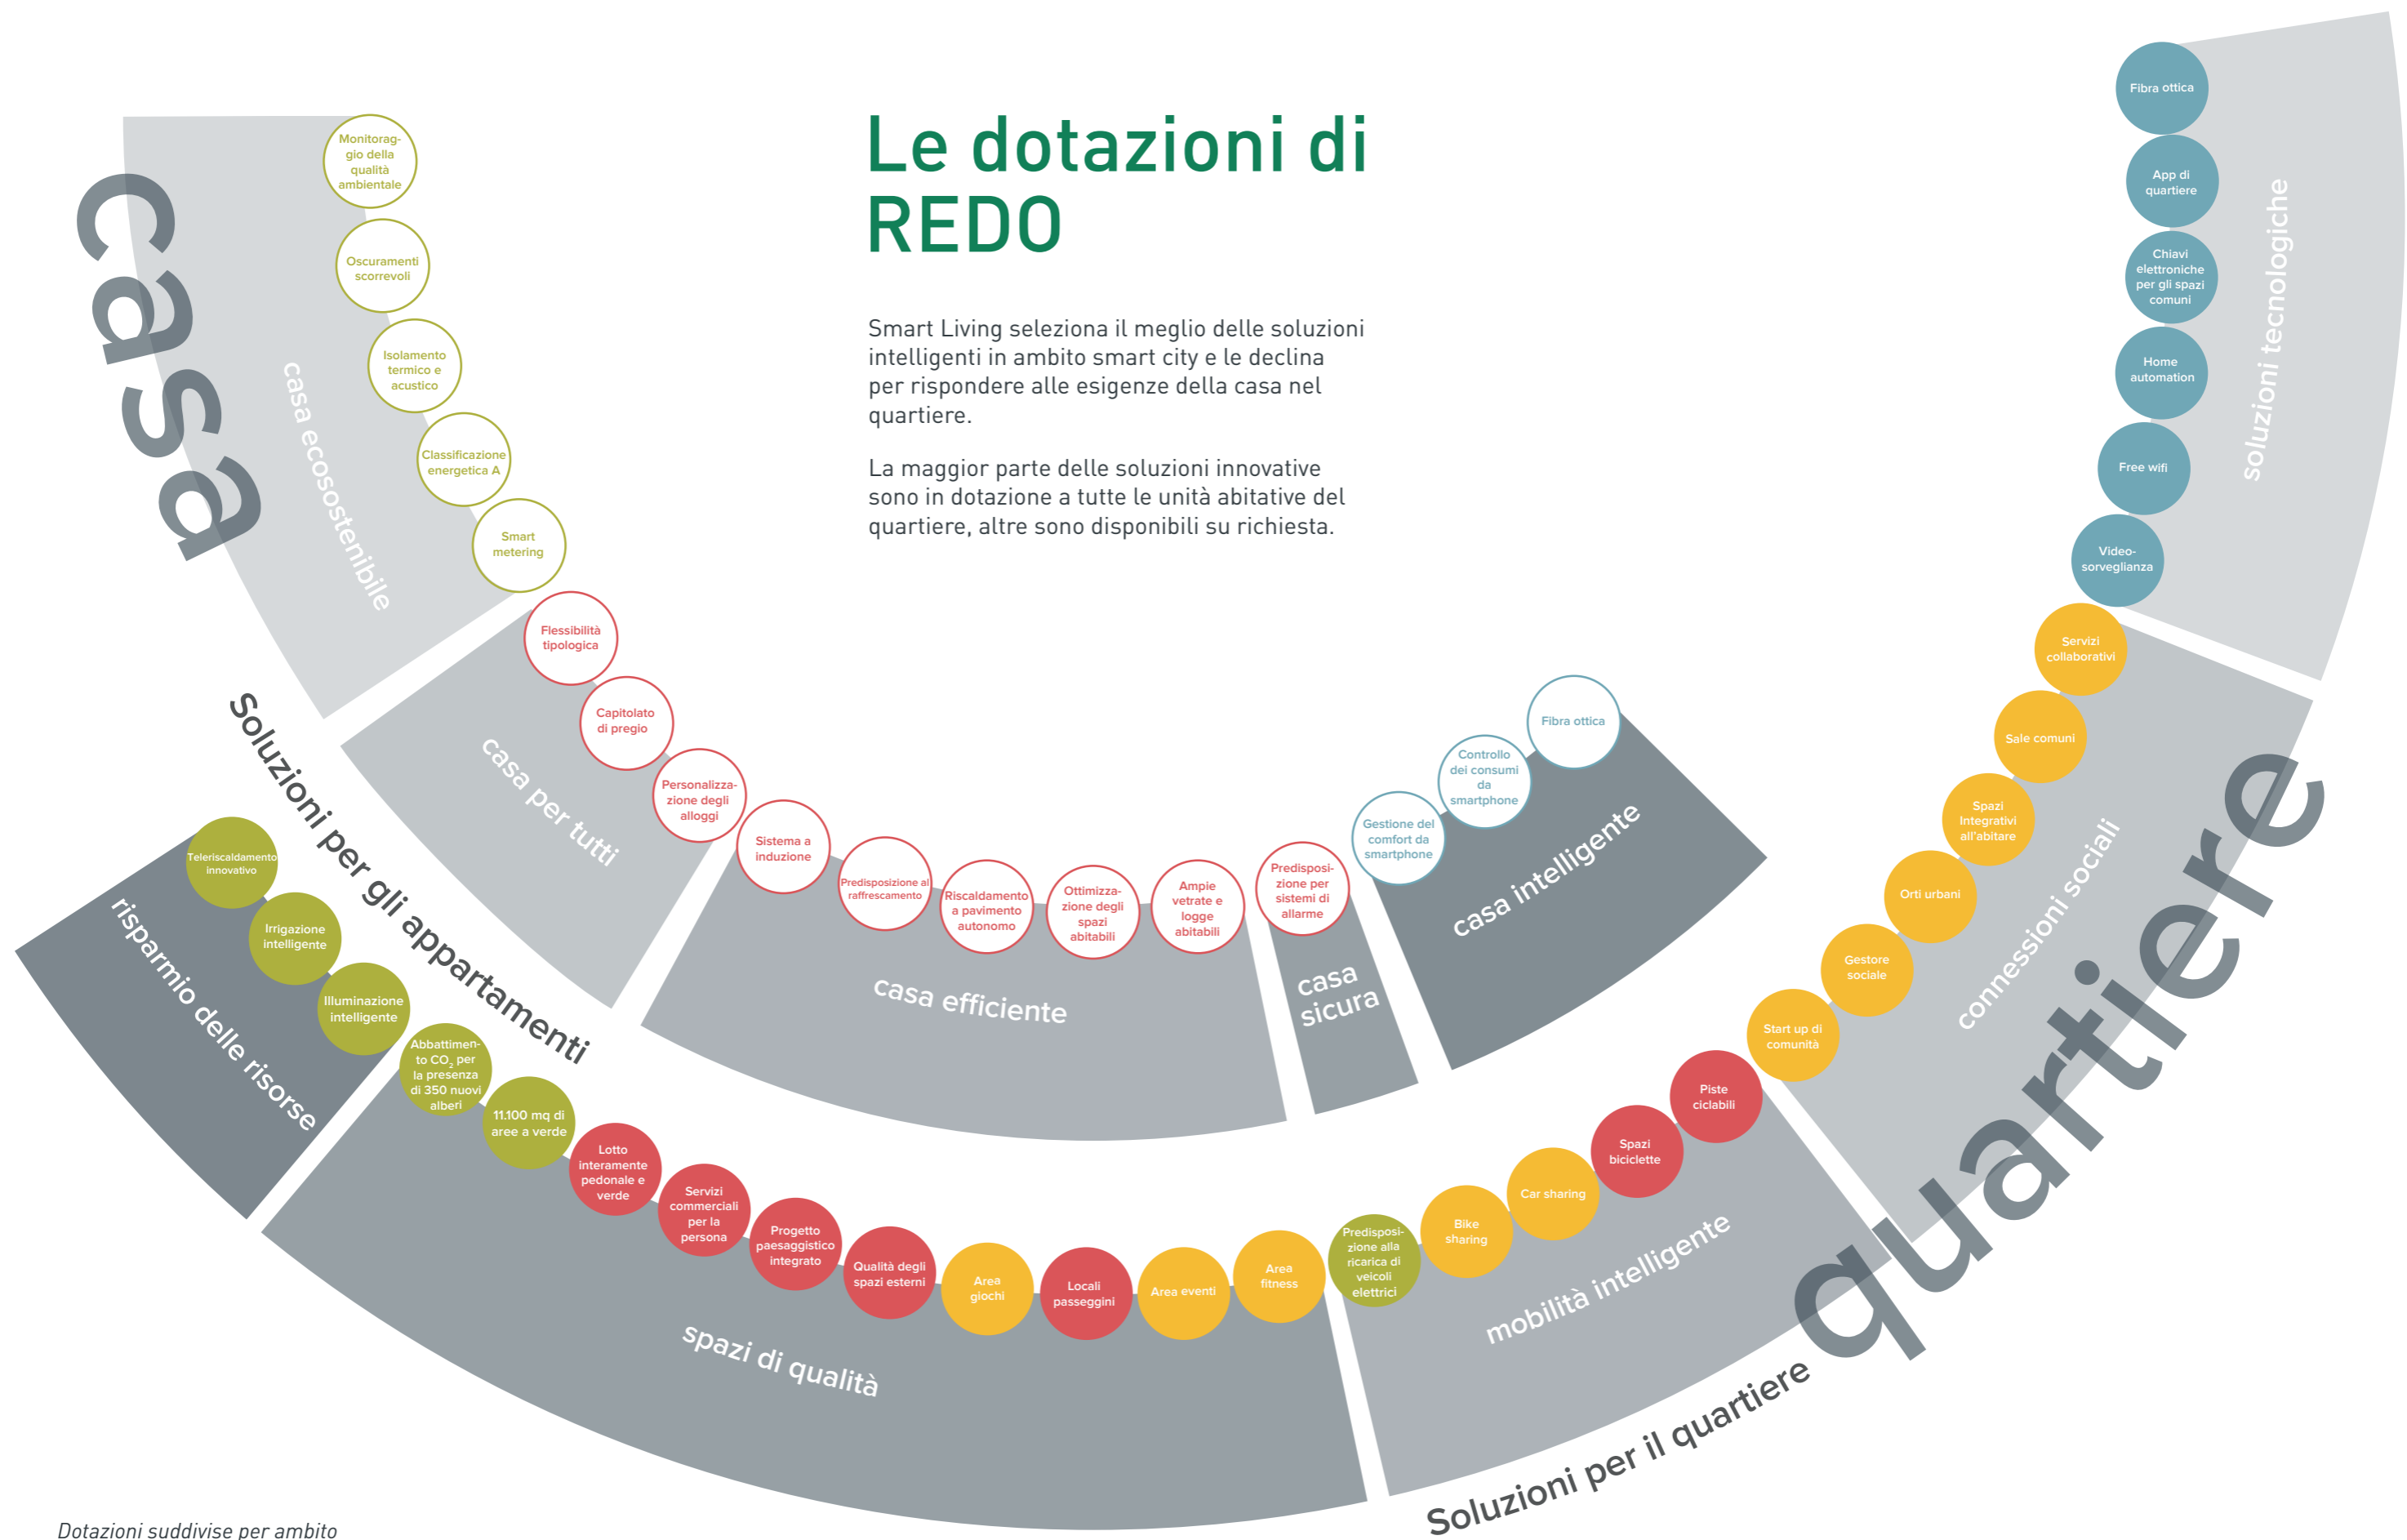 Le dotazioni di
REDO
Smart Living seleziona il meglio delle soluzioni
intelligenti in ambito smart city e le declina
per rispondere alle esigenze della casa nel
quartiere.
La maggior parte delle soluzioni innovative
sono in dotazione a tutte le unità abitative del
quartiere, altre sono disponibili su richiesta.
casa
Soluzioni per gli appartamenti
casa ecosostenibile
Monitorag-
gio della
qualità
ambientale
Oscuramenti
scorrevoli
Isolamento
termico e
acustico
Classificazione
energetica A
Smart
metering
casa per tutti
Flessibilità
tipologica
Capitolato
di pregio
Personalizza-
zione degli
alloggi
casa efficiente
Sistema a
induzione
Predisposizione al
raffrescamento
Riscaldamento
a pavimento
autonomo
Ottimizza-
zione degli
spazi
abitabili
Ampie
vetrate e
logge
abitabili
casa
sicura
Predisposi-
zione per
sistemi di
allarme
casa intelligente
Gestione del
comfort da
smartphone
Controllo
dei consumi
da
smartphone
Fibra ottica
quartiere
Soluzioni per il quartiere
risparmio delle risorse
Teleriscaldamento
innovativo
Irrigazione
intelligente
Illuminazione
intelligente
spazi di qualità
Abbattimen-
to CO₂ per
la presenza
di 350 nuovi
alberi
11.100 mq di
aree a verde
Lotto
interamente
pedonale e
verde
Servizi
commerciali
per la
persona
Progetto
paesaggistico
integrato
Qualità degli
spazi esterni
Area
giochi
Locali
passeggini
Area eventi
Area
fitness
mobilità intelligente
Predisposi-
zione alla
ricarica di
veicoli
elettrici
Bike
sharing
Car sharing
Spazi
biciclette
Piste
ciclabili
connessioni sociali
Start up di
comunità
Gestore
sociale
Orti urbani
Spazi
Integrativi
all'abitare
Sale comuni
Servizi
collaborativi
soluzioni tecnologiche
Video-
sorveglianza
Free wifi
Home
automation
Chiavi
elettroniche
per gli spazi
comuni
App di
quartiere
Fibra ottica
Dotazioni suddivise per ambito